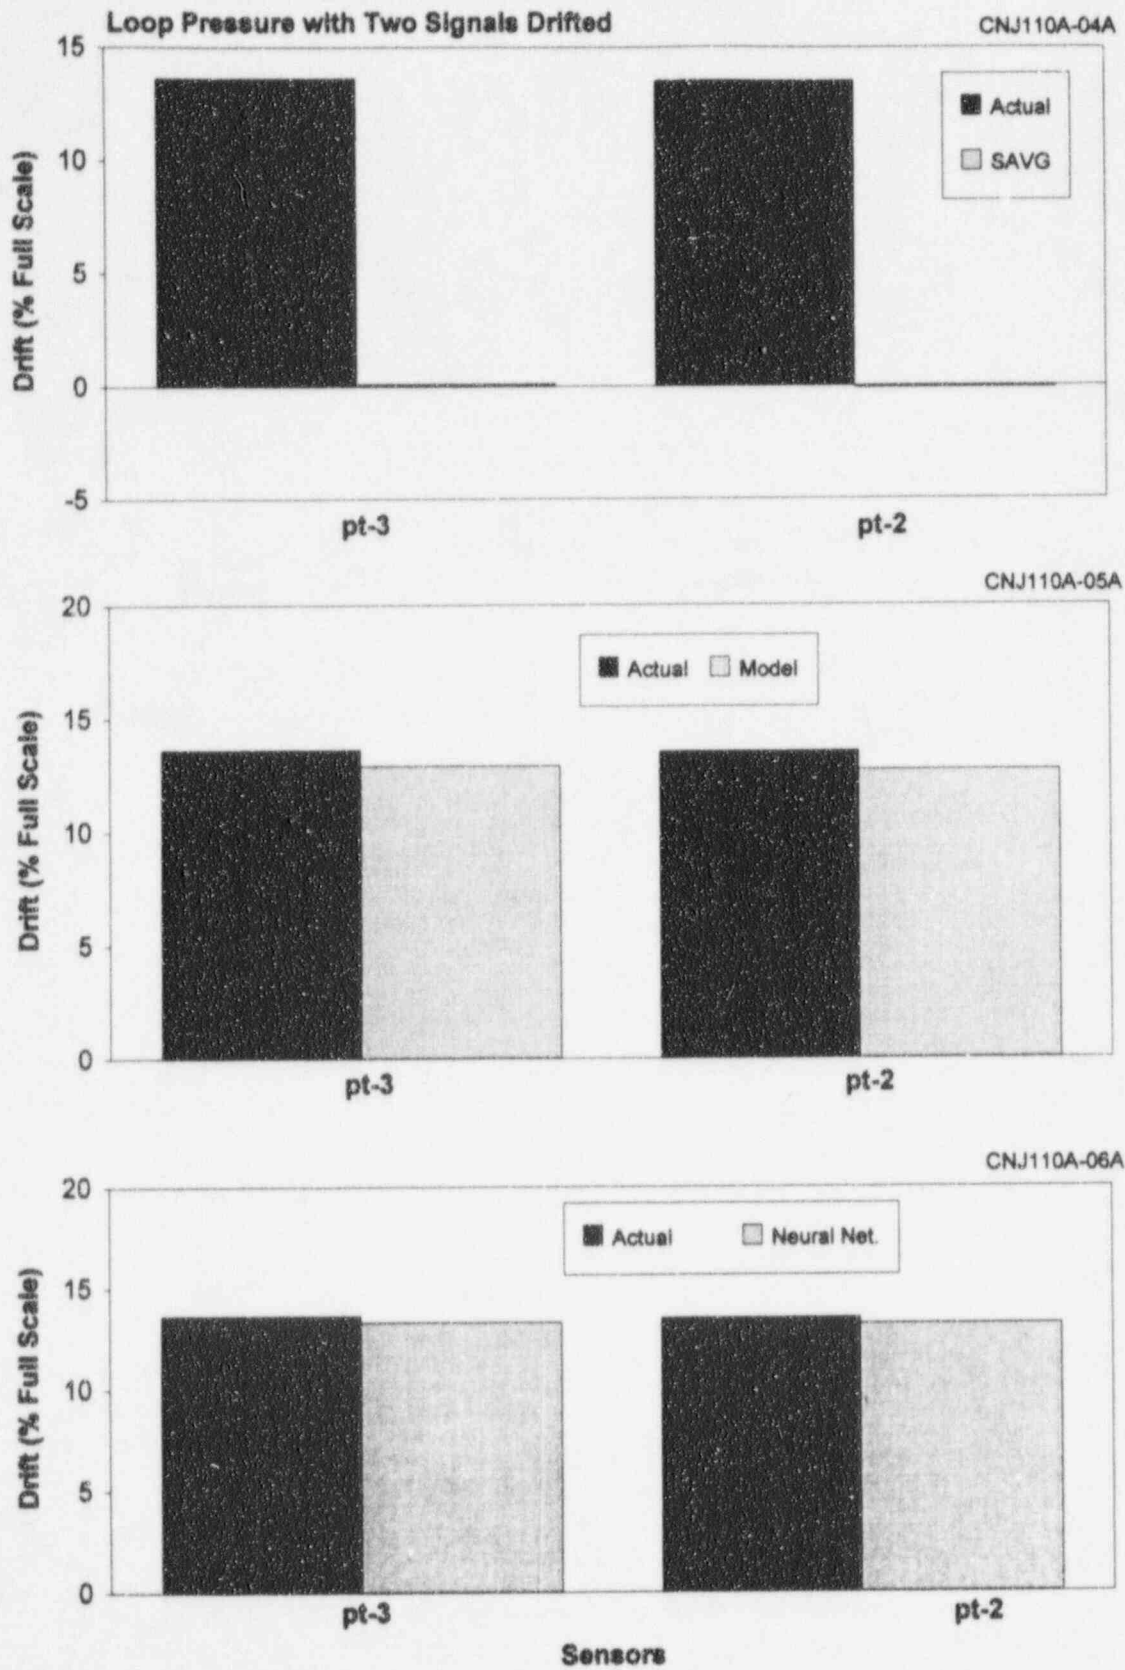 Loop Pressure with Two Signals Drifted
CNJ110A-04A
15
10
5
0
-5
Drift (% Full Scale)
Actual
SAVG
pt-3
pt-2
CNJ110A-05A
20
15
10
5
0
Drift (% Full Scale)
Actual Model
pt-3
pt-2
CNJ110A-06A
20
15
10
5
0
Drift (% Full Scale)
Actual Neural Net.
pt-3
pt-2
Sensors